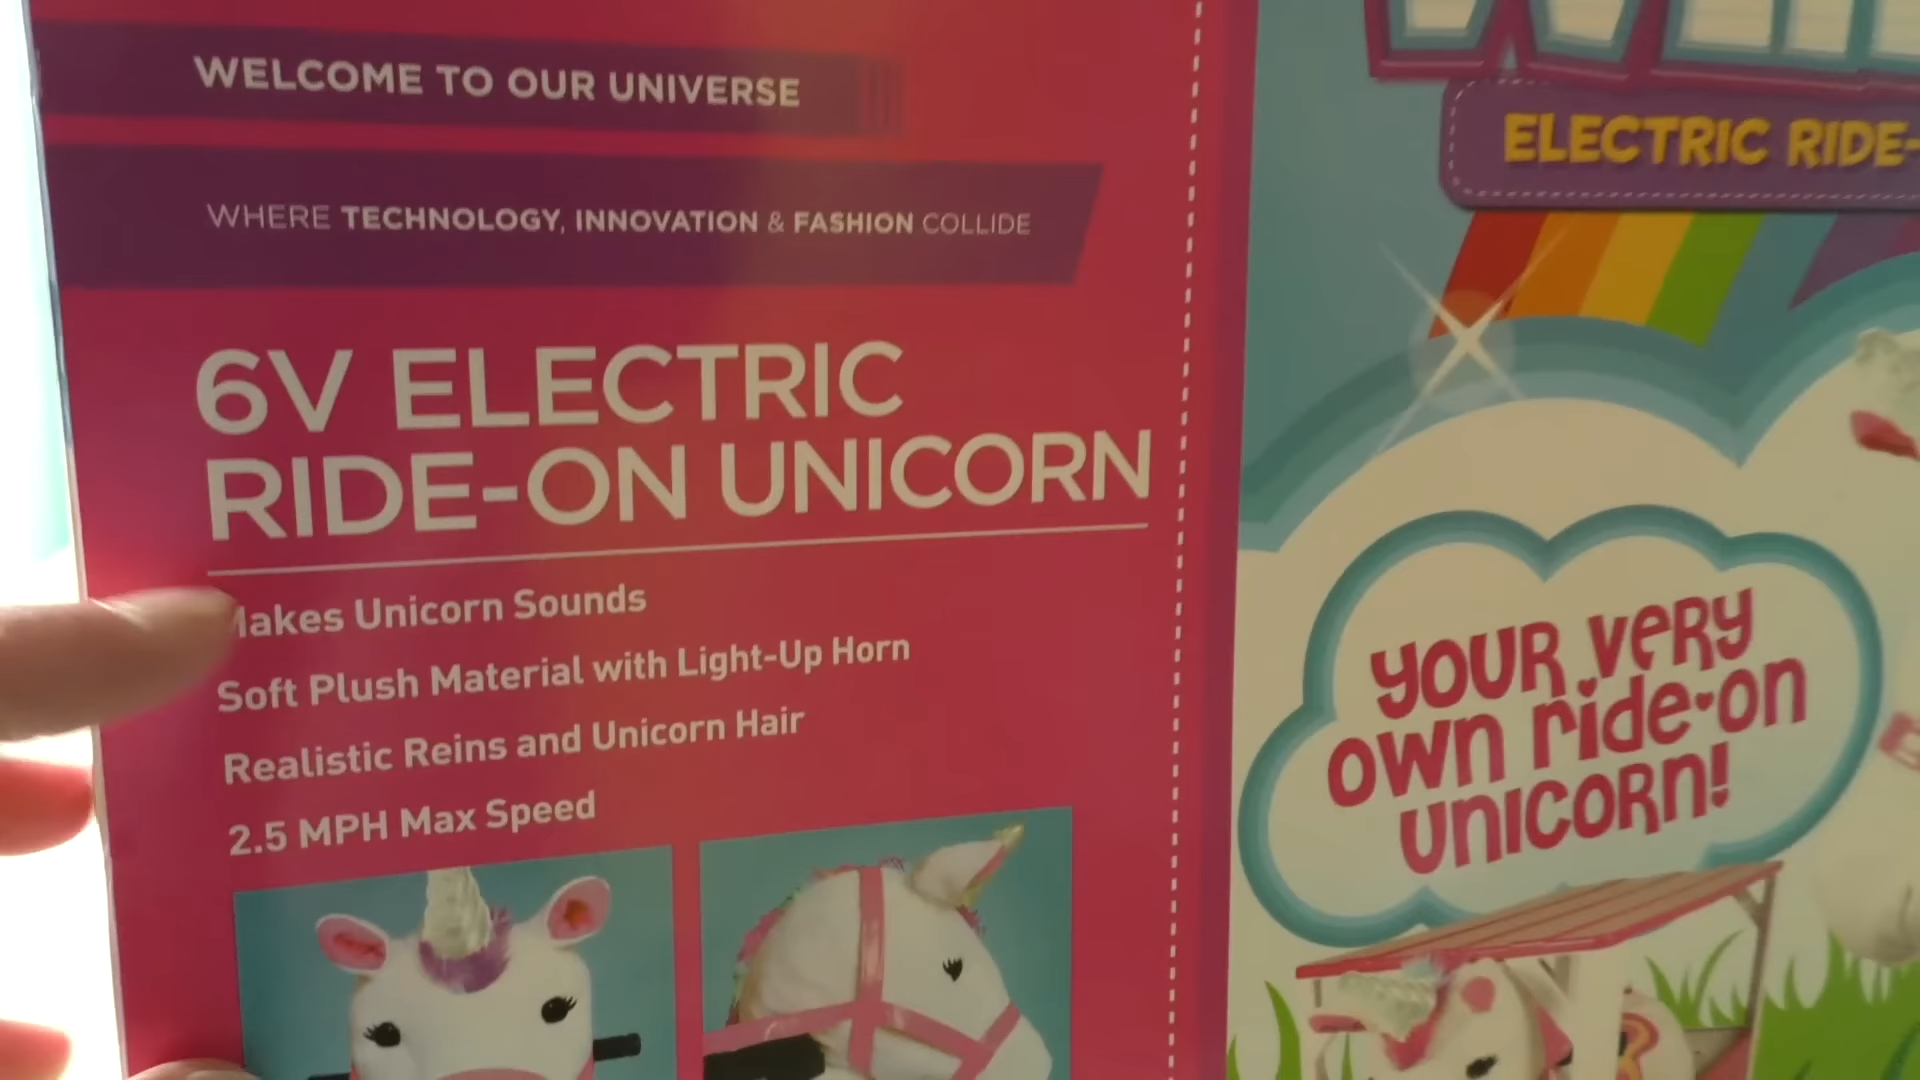 WELCOME TO OUR UNIVERSE
WHERE TECHNOLOGY, INNOVATION & FASHION COLLIDE
6V ELECTRIC
RIDE-ON UNICORN
Makes Unicorn Sounds
Soft Plush Material with Light-Up Horn
Realistic Reins and Unicorn Hair
2.5 MPH Max Speed
ELECTRIC RIDE-
YOUR VERY
OWN RIDE-ON
UNICORN!